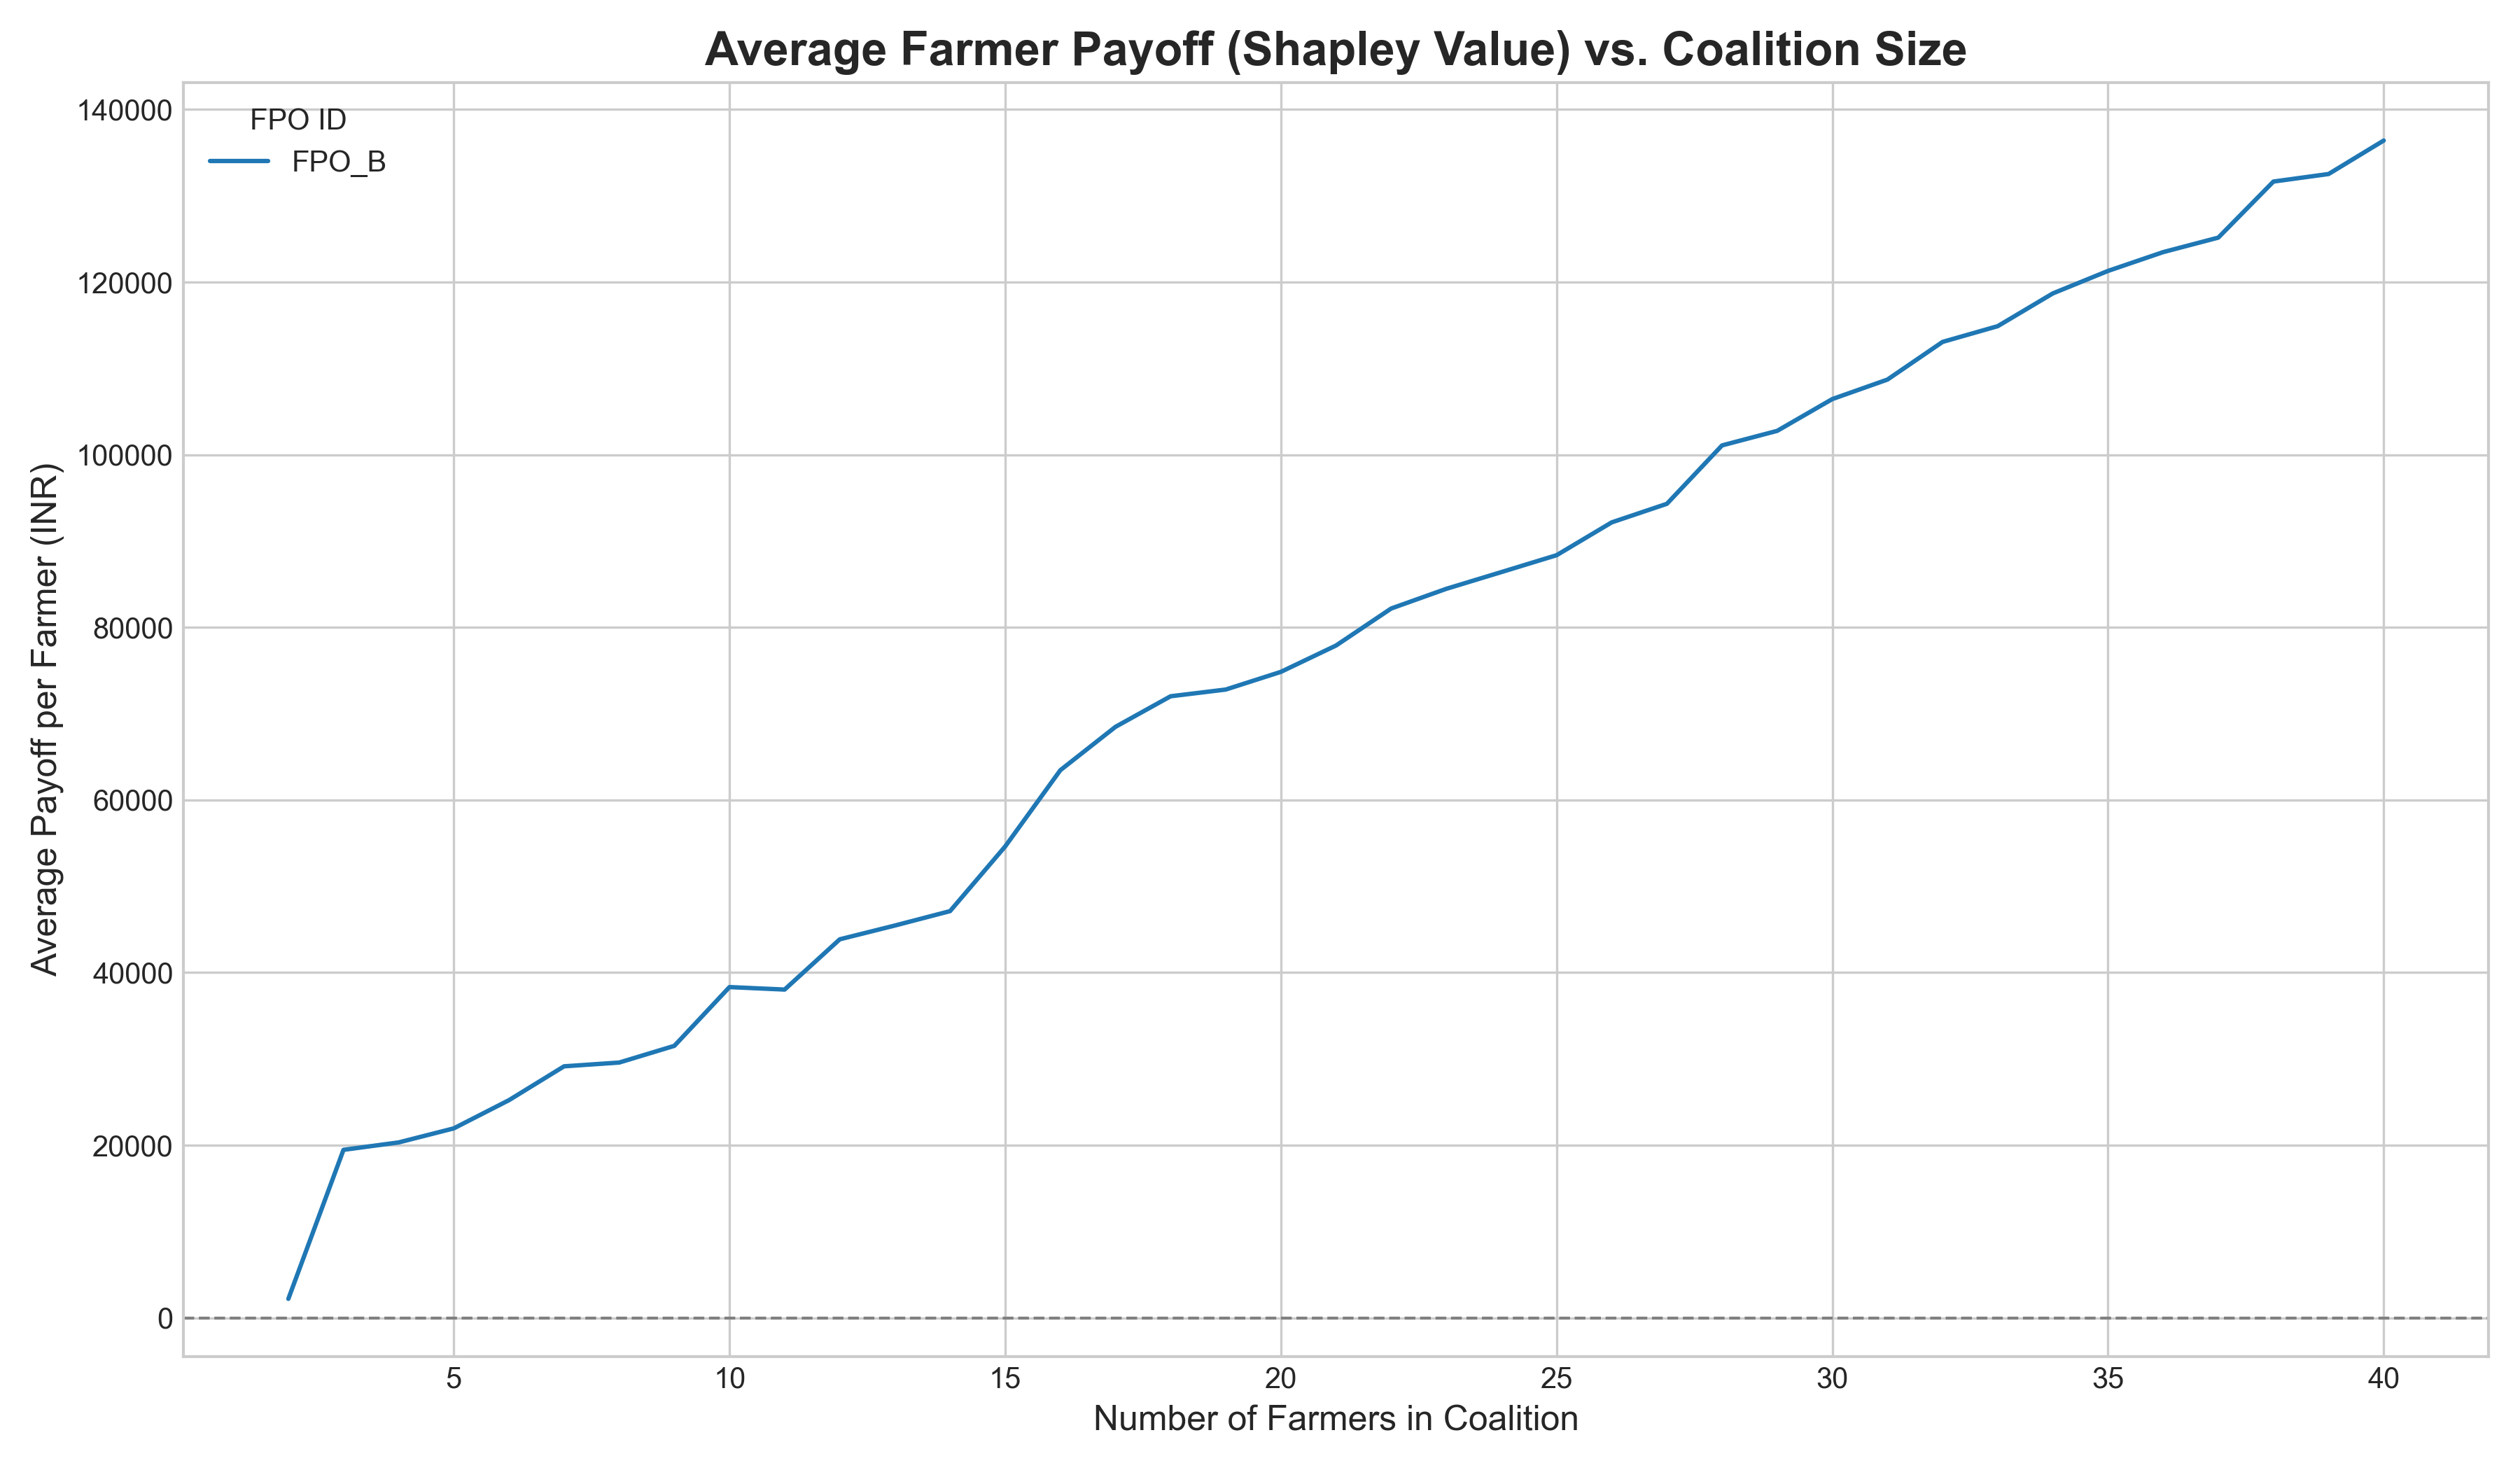 Average Farmer Payoff (Shapley Value) vs. Coalition Size
FPO ID
FPO_B
Average Payoff per Farmer (INR)
140000
120000
100000
80000
60000
40000
20000
0
5 10 15 20 25 30 35 40
Number of Farmers in Coalition